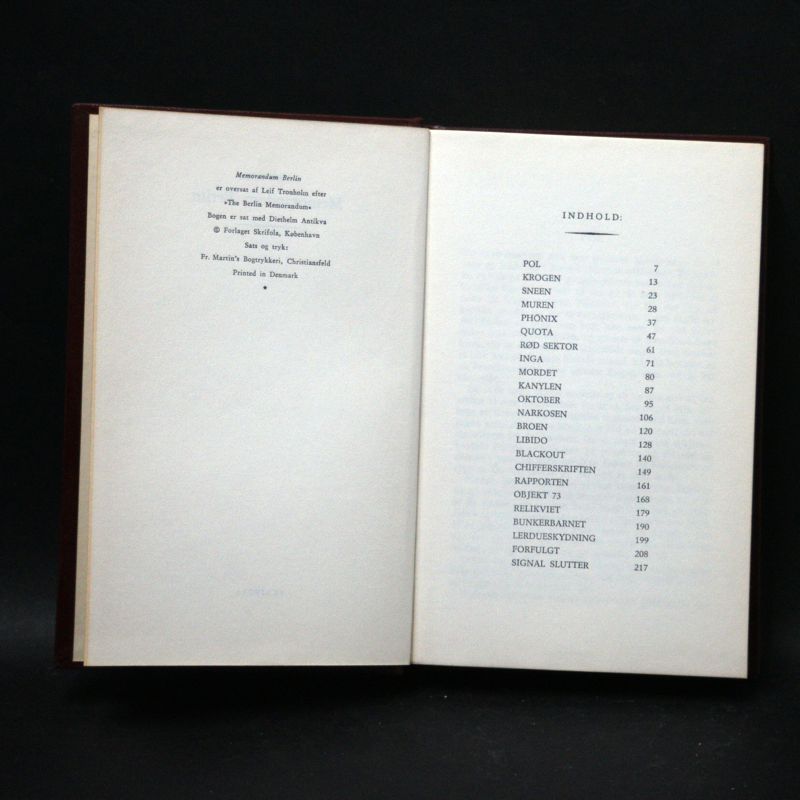 Memorandum Berlin
er oversat af Leif Tronholm efter
»The Berlin Memorandum«
Bogen er sat med Diethelm Antikva
© Forlaget Skrifola, København
Sats og tryk:
Fr. Martin's Bogtrykkeri, Christiansfeld
Printed in Denmark
*
INDHOLD:
POL 7
KROGEN 13
SNEEN 23
MUREN 28
PHÖNIX 37
QUOTA 47
RØD SEKTOR 61
INGA 71
MORDET 80
KANYLEN 87
OKTOBER 95
NARKOSEN 106
BROEN 120
LIBIDO 128
BLACKOUT 140
CHIFFERSKRIFTEN 149
RAPPORTEN 161
OBJEKT 73 168
RELIKVIET 179
BUNKERBARNET 190
LERDUESKYDNING 199
FORFULGT 208
SIGNAL SLUTTER 217